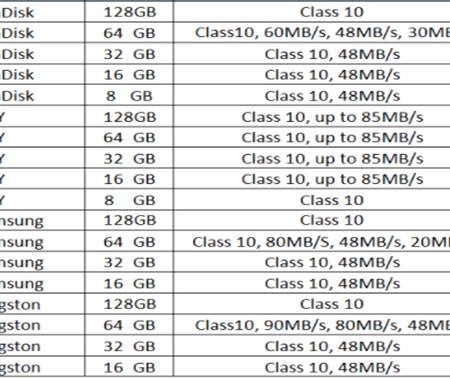 Disk 128GB Class 10
Disk 64 GB Class10, 60MB/s, 48MB/s, 30MB
Disk 32 GB Class 10, 48MB/s
Disk 16 GB Class 10, 48MB/s
Disk 8 GB Class 10, 48MB/s
Y 128GB Class 10, up to 85MB/s
Y 64 GB Class 10, up to 85MB/s
Y 32 GB Class 10, up to 85MB/s
Y 16 GB Class 10, up to 85MB/s
Y 8 GB Class 10
msung 128GB Class 10
msung 64 GB Class 10, 80MB/S, 48MB/s, 20M
msung 32 GB Class 10, 48MB/s
msung 16 GB Class 10, 48MB/s
gston 128GB Class 10
gston 64 GB Class10, 90MB/s, 80MB/s, 48M
gston 32 GB Class 10, 48MB/s
gston 16 GB Class 10, 48MB/s